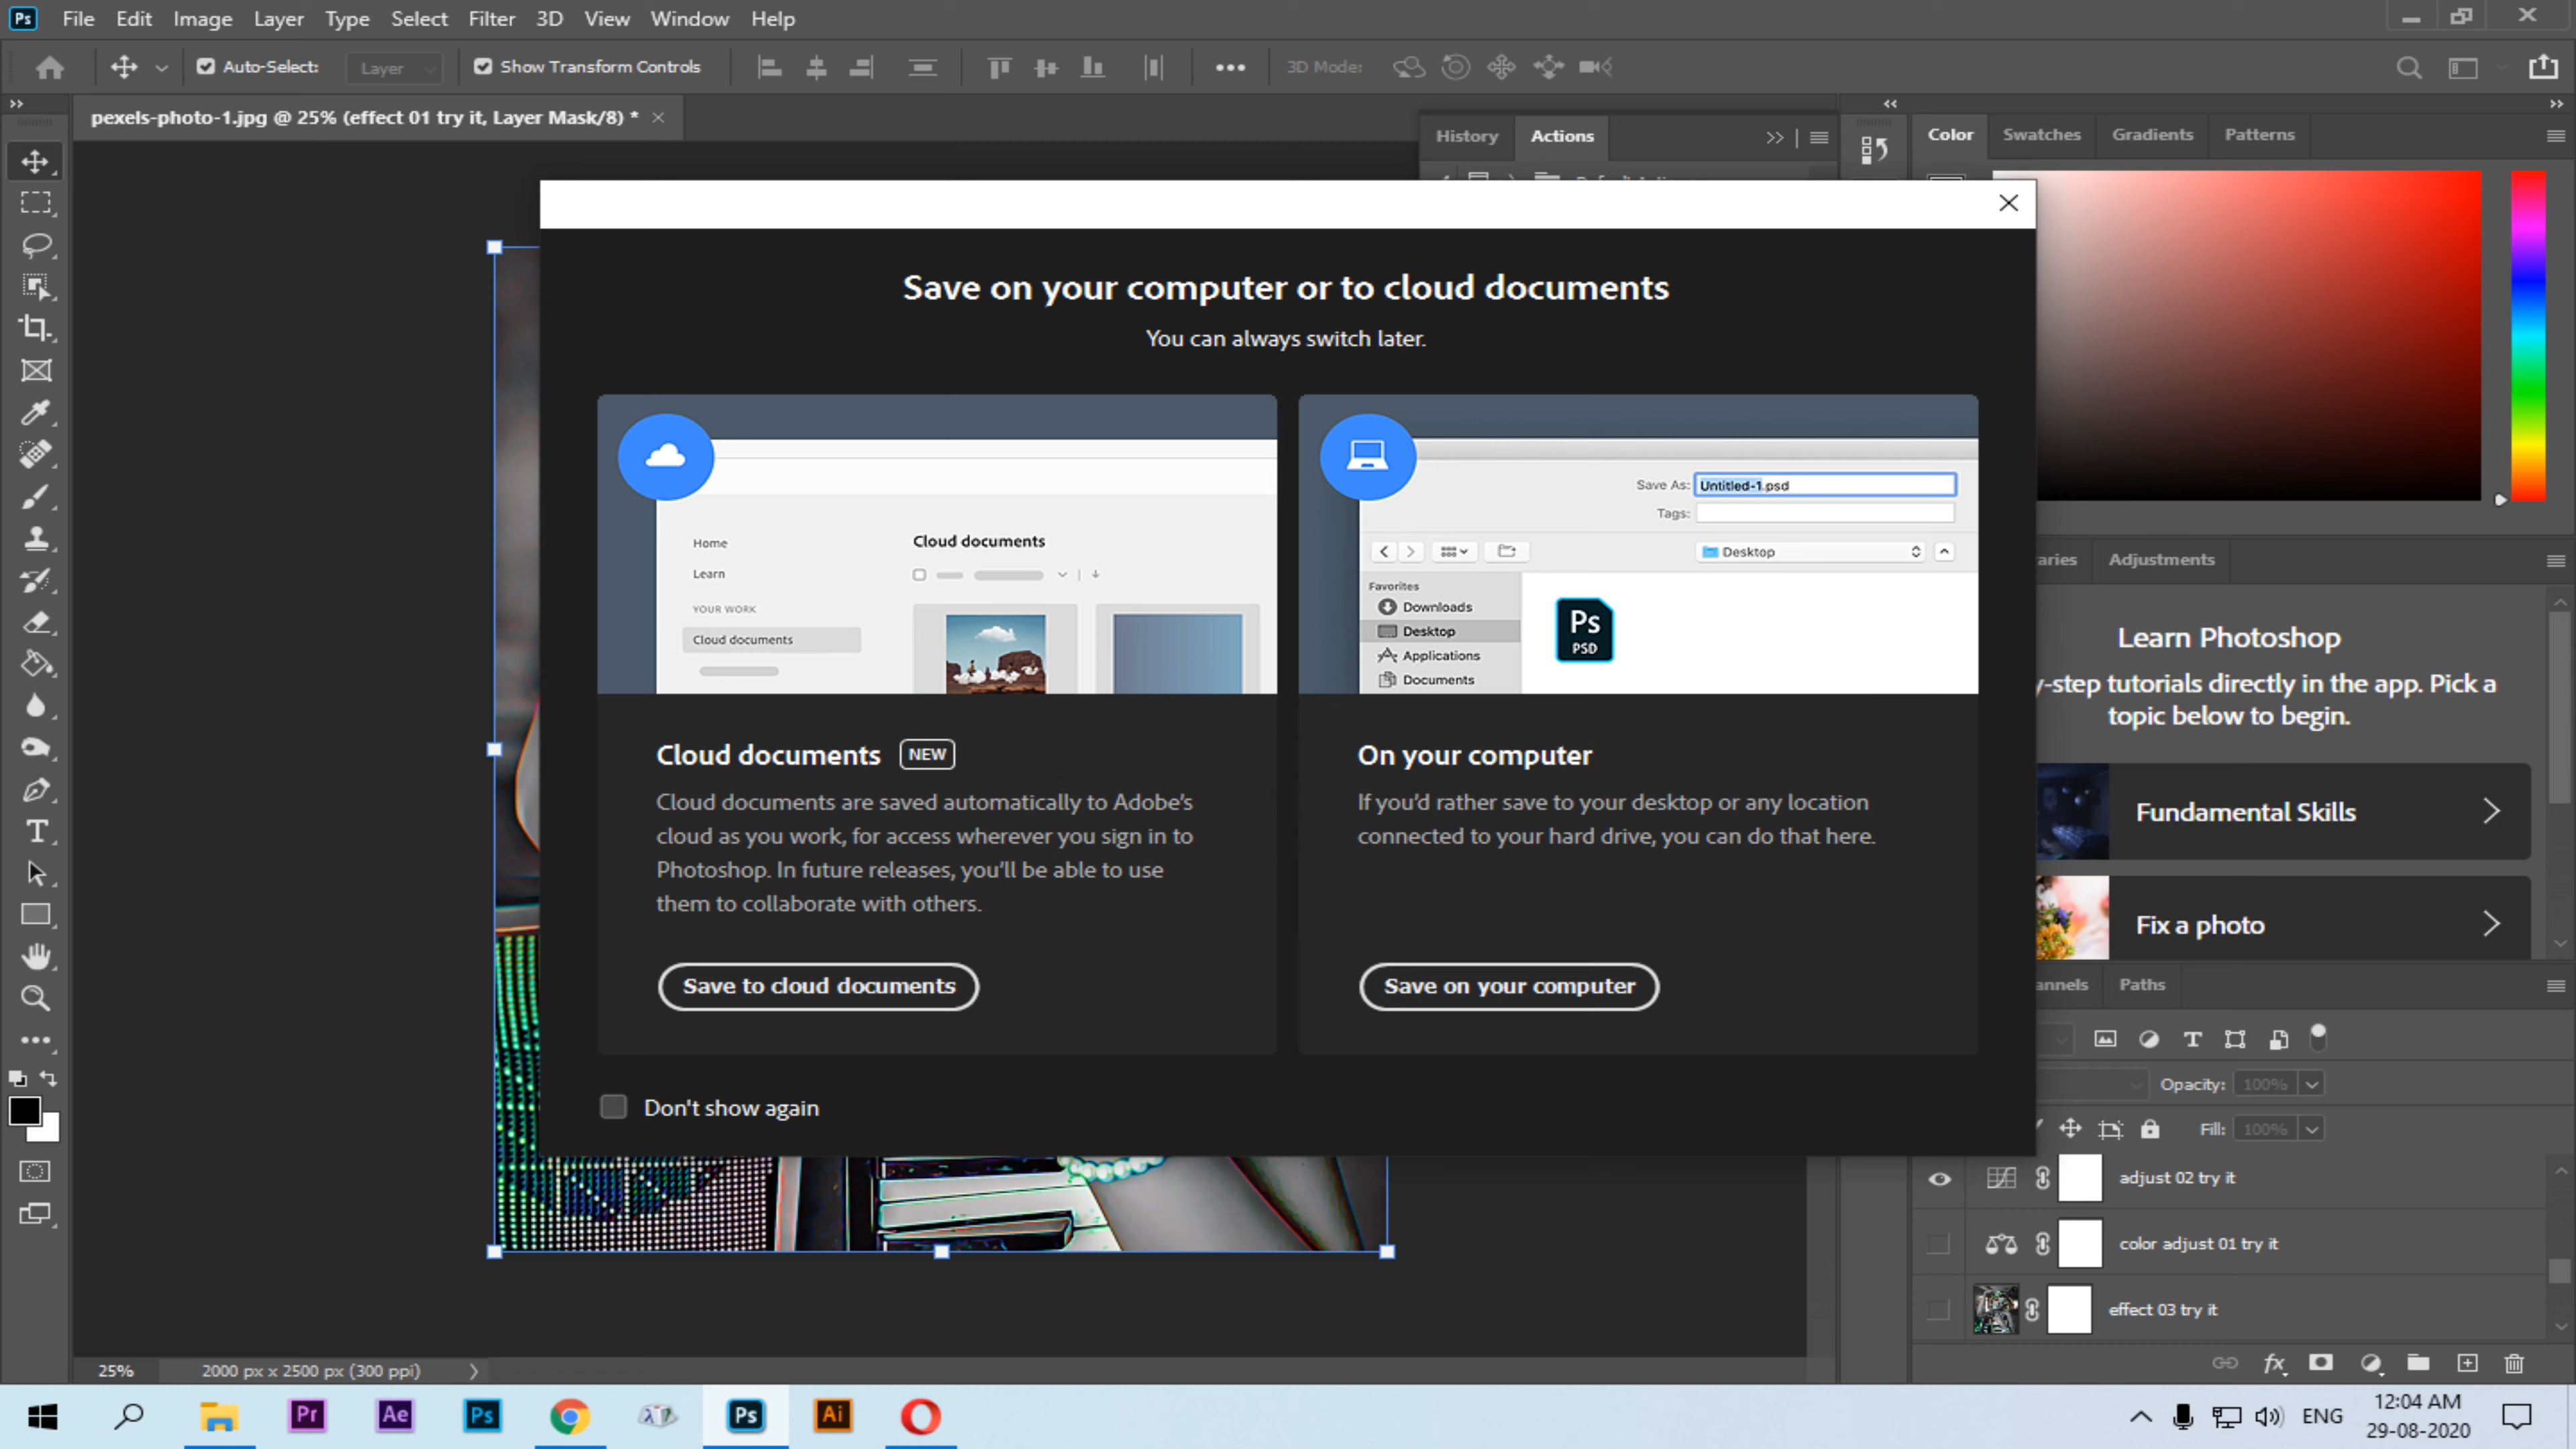 Ps File Edit Image Layer Type Select Filter 3D View Window Help
Auto-Select: Layer Show Transform Controls 3D Mode:
pexels-photo-1.jpg @ 25% (effect 01 try it, Layer Mask/8) *
History Actions
Color Swatches Gradients Patterns
Save on your computer or to cloud documents
You can always switch later.
Home
Learn
YOUR WORK
Cloud documents
Cloud documents
Save As: Untitled-1.psd
Tags:
Desktop
Favorites
Downloads
Desktop
Applications
Documents
Ps
PSD
Cloud documents NEW
Cloud documents are saved automatically to Adobe's
cloud as you work, for access wherever you sign in to
Photoshop. In future releases, you'll be able to use
them to collaborate with others.
Save to cloud documents
On your computer
If you'd rather save to your desktop or any location
connected to your hard drive, you can do that here.
Save on your computer
Don't show again
aries Adjustments
Learn Photoshop
y-step tutorials directly in the app. Pick a
topic below to begin.
Fundamental Skills
Fix a photo
annels Paths
Opacity: 100%
Fill: 100%
adjust 02 try it
color adjust 01 try it
effect 03 try it
25% 2000 px x 2500 px (300 ppi)
Pr Ae Ps Ps Ai
ENG
12:04 AM
29-08-2020